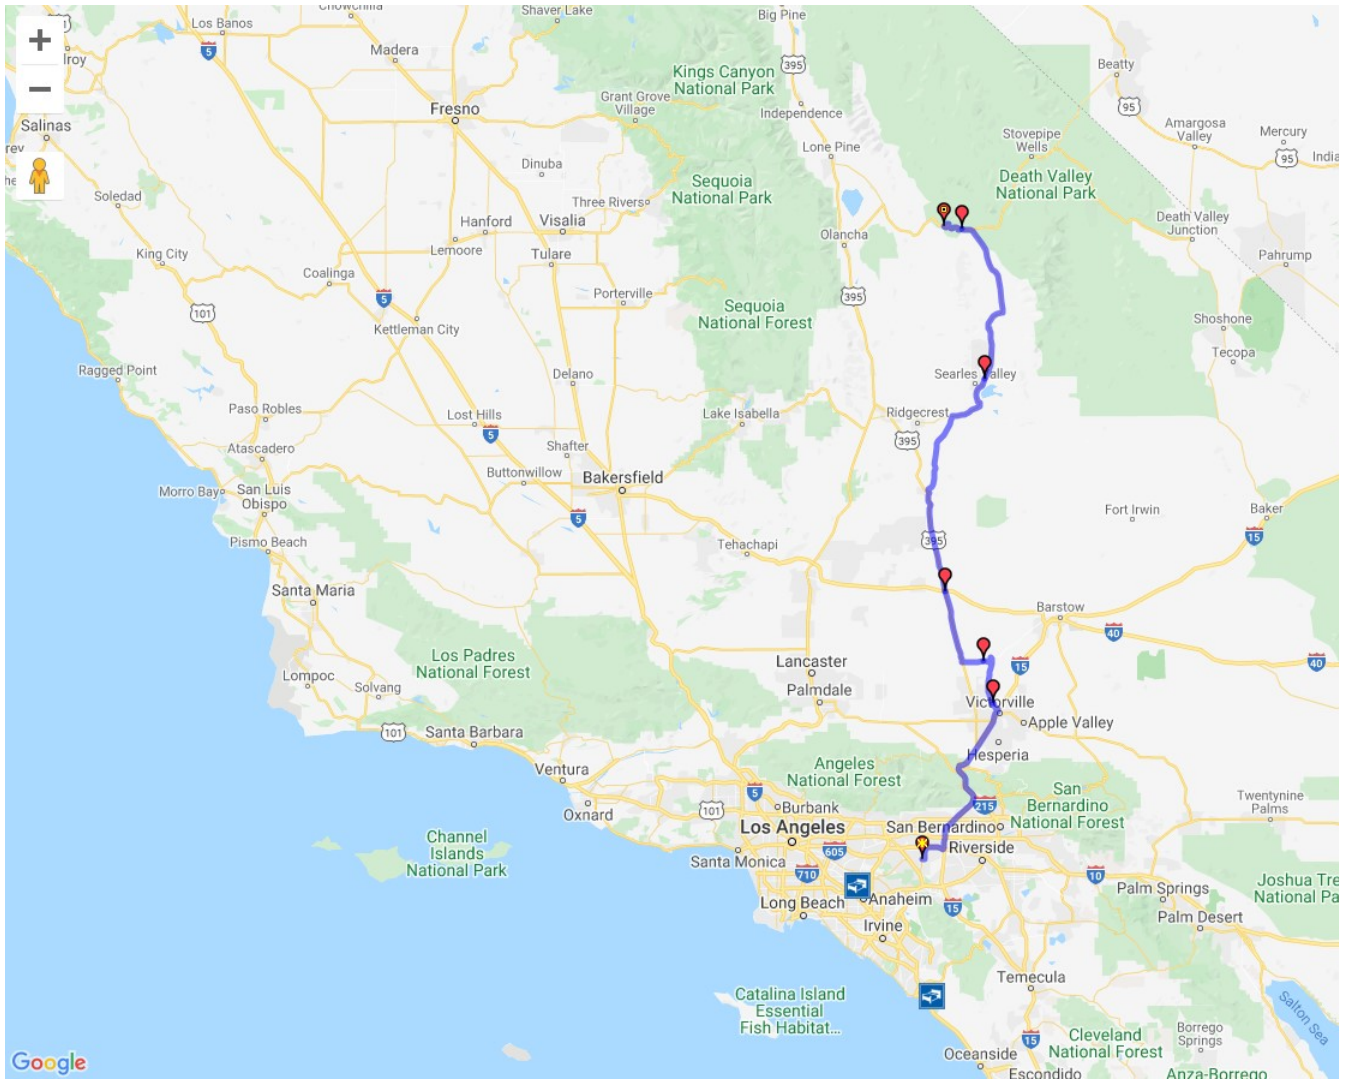 Chowchilla
Shaver Lake
Big Pine
Los Banos
5
Madera
Kings Canyon
National Park
395
Beatty
95
Grant Grove
Village
Independence
Fresno
Salinas
Amargosa
Valley
Mercury
95
Stovepipe
Wells
Lone Pine
Dinuba
Sequoia
National Park
Death Valley
National Park
Soledad
Three Rivers
Hanford
Visalia
Lemoore
Tulare
Olancha
Death Valley
Junction
Pahrump
King City
Coalinga
5
Porterville
395
101
Kettleman City
Sequoia
National Forest
Shoshone
Tecopa
Ragged Point
Delano
Searles Valley
Paso Robles
Lost Hills
Lake Isabella
Ridgecrest
5
395
Atascadero
Shafter
Buttonwillow
Bakersfield
Morro Bay
San Luis
Obispo
5
Fort Irwin
Baker
15
Pismo Beach
Tehachapi
395
Santa Maria
Barstow
40
Los Padres
National Forest
Lancaster
15
40
Lompoc
Solvang
Palmdale
Victorville
Apple Valley
101
Santa Barbara
Hesperia
Ventura
Angeles
National Forest
5
Oxnard
101
Burbank
215
San
Bernardino
National Forest
Twentynine
Palms
Los Angeles
San Bernardino
Channel
Islands
National Park
Santa Monica
605
Riverside
710
10
Long Beach
Anaheim
15
Palm Springs
Joshua Tre
National Pa
Palm Desert
Irvine
Temecula
Catalina Island
Essential
Fish Habitat...
Salton Sea
15
Cleveland
National Forest
Borrego
Springs
Oceanside
Escondido
Anza-Borrego
Google